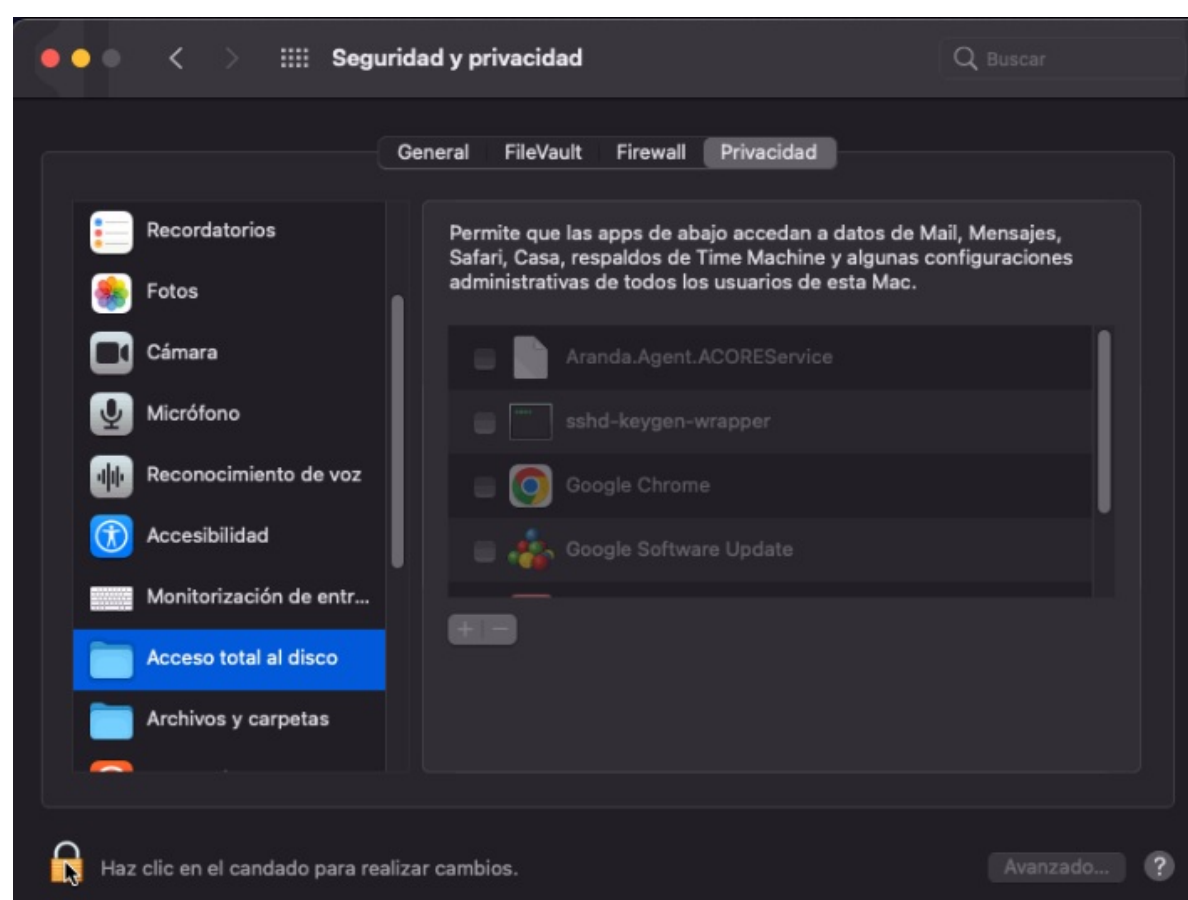 Seguridad y privacidad
Buscar
General FileVault Firewall Privacidad
Recordatorios
Fotos
Cámara
Micrófono
Reconocimiento de voz
Accesibilidad
Monitorización de entr...
Acceso total al disco
Archivos y carpetas
Permite que las apps de abajo accedan a datos de Mail, Mensajes,
Safari, Casa, respaldos de Time Machine y algunas configuraciones
administrativas de todos los usuarios de esta Mac.
Aranda.Agent.ACOREService
sshd-keygen-wrapper
Google Chrome
Google Software Update
Haz clic en el candado para realizar cambios.
Avanzado...
?